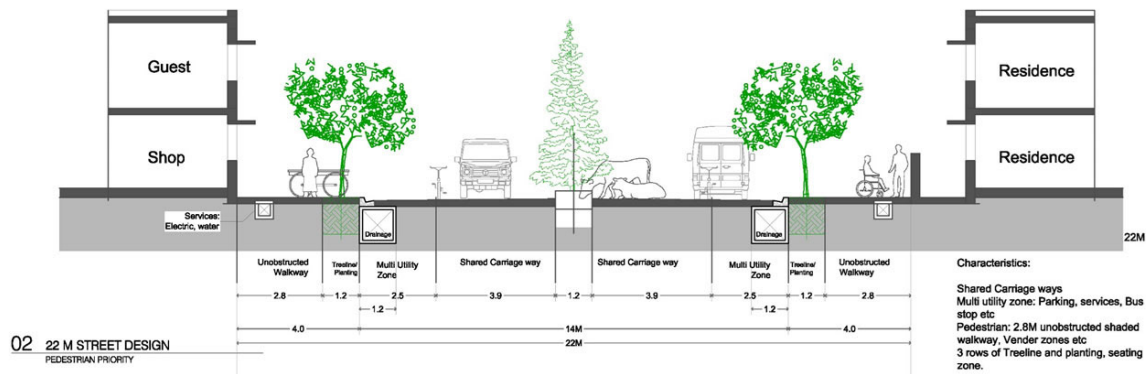 Guest
Shop
Residence
Residence
Services:
Electric, water
Drainage
Drainage
22M
Unobstructed
Walkway
Treeline/
Planting
Multi Utility
Zone
Shared Carriage way
Shared Carriage way
Multi Utility
Zone
Treeline/
Planting
Unobstructed
Walkway
2.8 1.2 2.5 3.9 1.2 3.9 2.5 1.2 2.8
1.2 1.2
4.0 14M 4.0
22M
Characteristics:
Shared Carriage ways
Multi utility zone: Parking, services, Bus
stop etc
Pedestrian: 2.8M unobstructed shaded
walkway, Vender zones etc
3 rows of Treeline and planting, seating
zone.
02 22 M STREET DESIGN
PEDESTRIAN PRIORITY